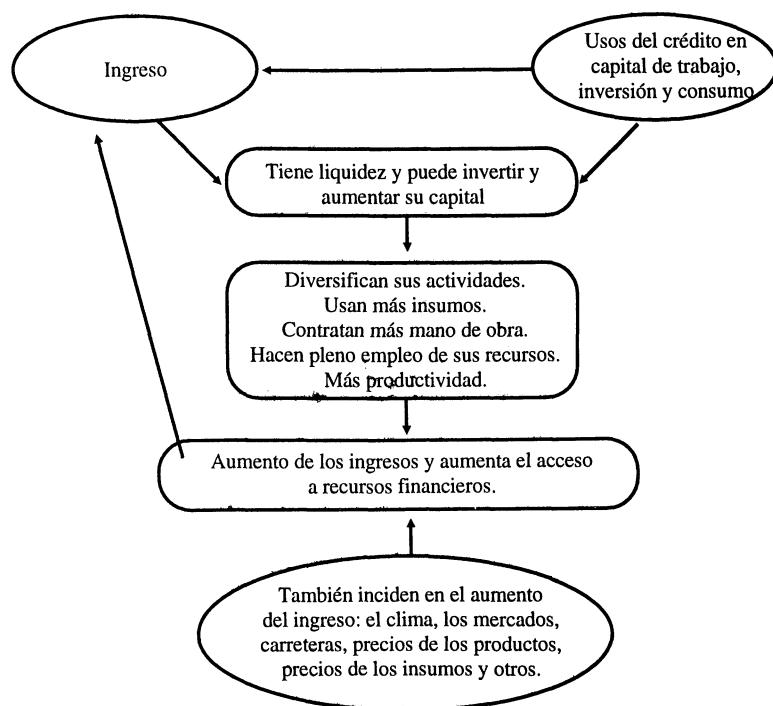 Ingreso
Usos del crédito en
capital de trabajo,
inversión y consumo
Tiene liquidez y puede invertir y
aumentar su capital
Diversifican sus actividades.
Usan más insumos.
Contratan más mano de obra.
Hacen pleno empleo de sus recursos.
Más productividad.
Aumento de los ingresos y aumenta el acceso
a recursos financieros.
También inciden en el aumento
del ingreso: el clima, los mercados,
carreteras, precios de los productos,
precios de los insumos y otros.